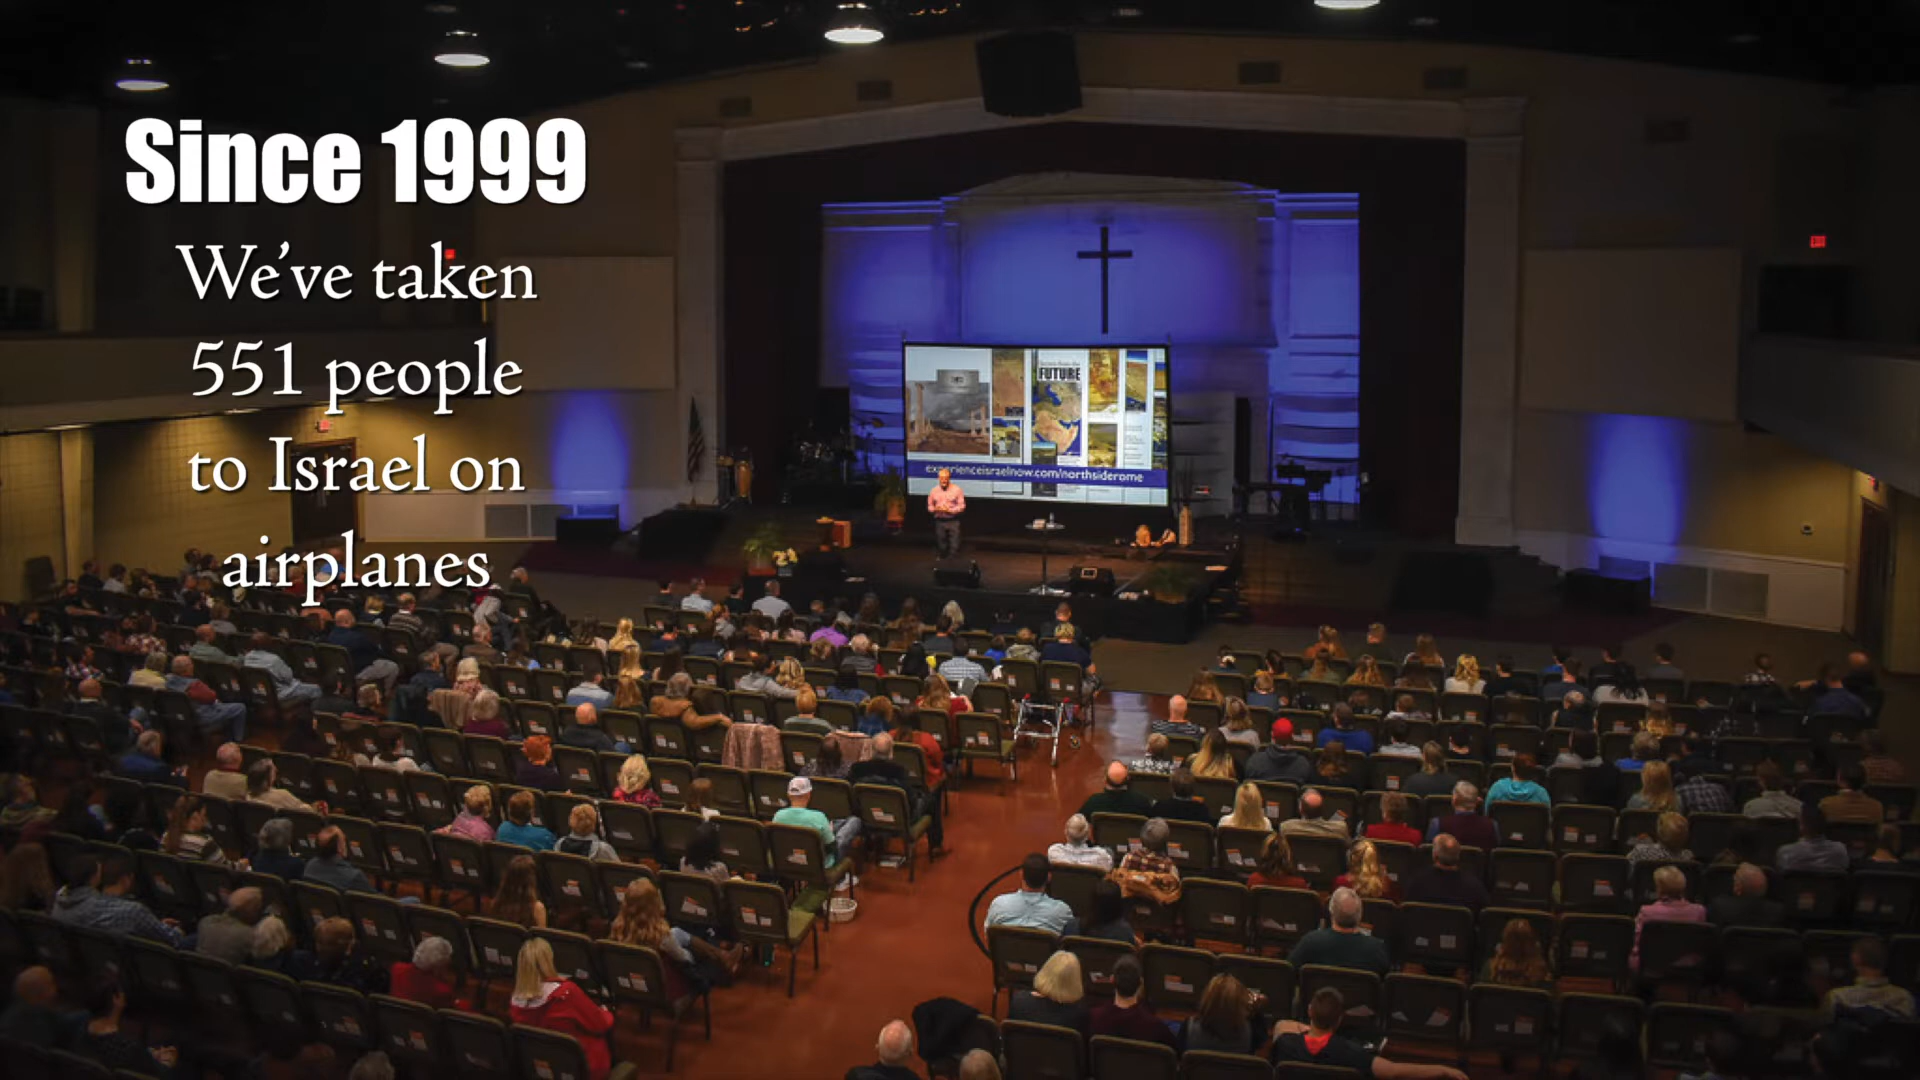 Since 1999
We've taken
551 people
to Israel on
airplanes
FUTURE
experienceisraelnow.com/northsiderome